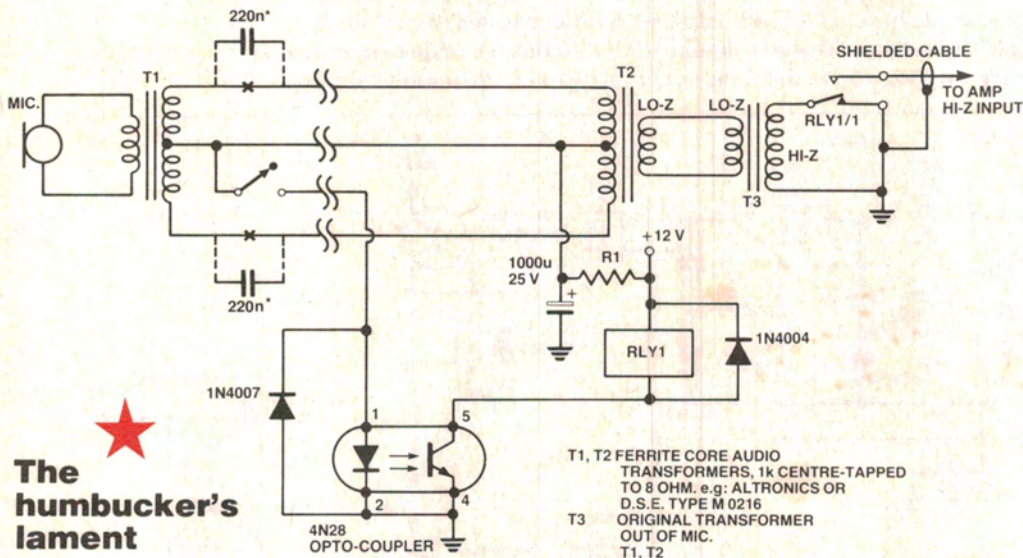 220n*
SHIELDED CABLE
T1
T2
MIC.
LO-Z
LO-Z
TO AMP
HI-Z INPUT
RLY1/1
HI-Z
T3
+12 V
1000u
25 V
R1
+
220n*
RLY1
1N4004
1N4007
1
5
2
4
4N28
OPTO-COUPLER
The
humbucker's
lament
T1, T2 FERRITE CORE AUDIO
TRANSFORMERS, 1k CENTRE-TAPPED
TO 8 OHM. e.g: ALTRONICS OR
D.S.E. TYPE M 0216
T3 ORIGINAL TRANSFORMER
OUT OF MIC.
T1, T2